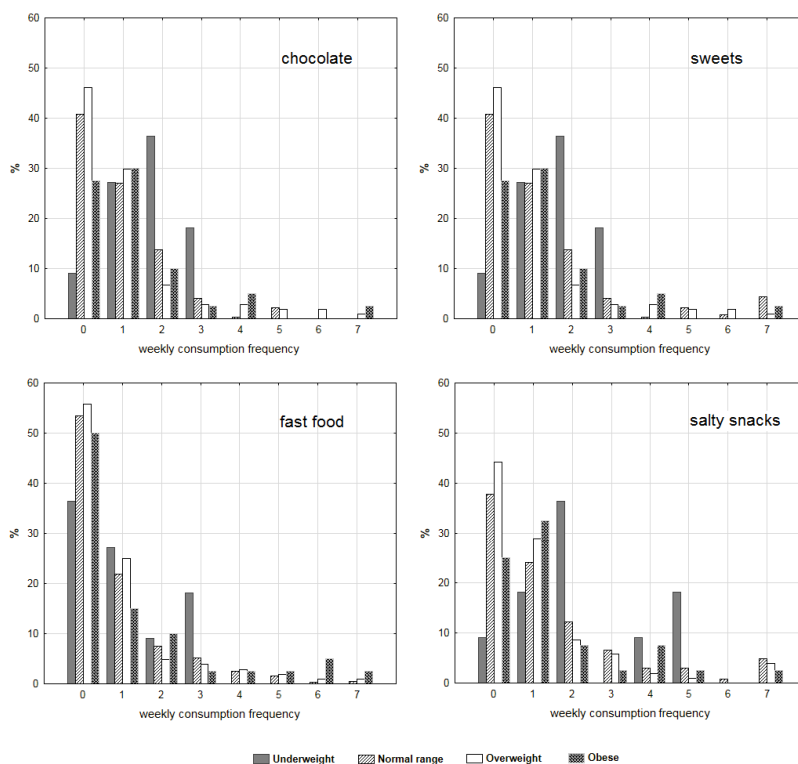 60
50
40
30
20
10
0
%
chocolate
0 1 2 3 4 5 6 7
weekly consumption frequency
60
50
40
30
20
10
0
%
sweets
0 1 2 3 4 5 6 7
weekly consumption frequency
60
50
40
30
20
10
0
%
fast food
0 1 2 3 4 5 6 7
weekly consumption frequency
60
50
40
30
20
10
0
%
salty snacks
0 1 2 3 4 5 6 7
weekly consumption frequency
Underweight Normal range Overweight Obese